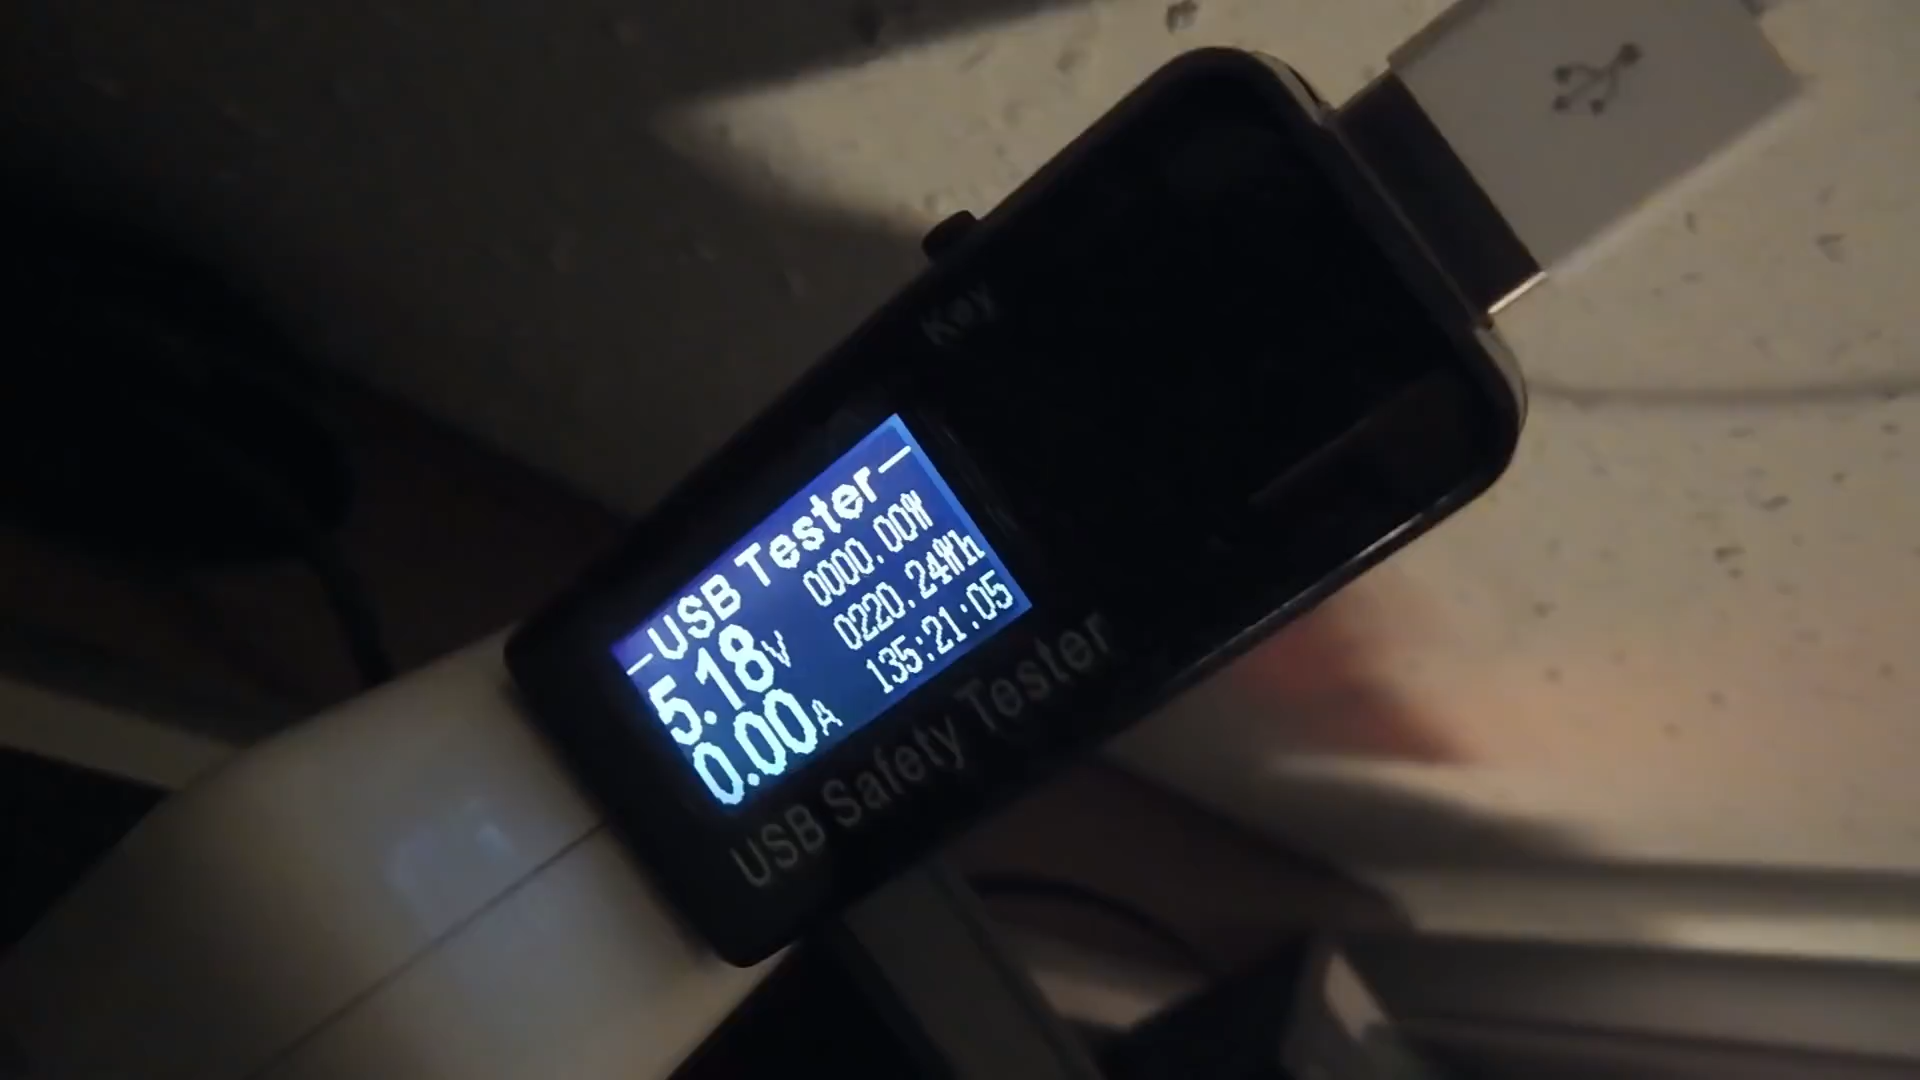 Key
—USB Tester—
5.18V
0.00A
0000.00W
0220.24Wh
135:21:05
USB Safety Tester